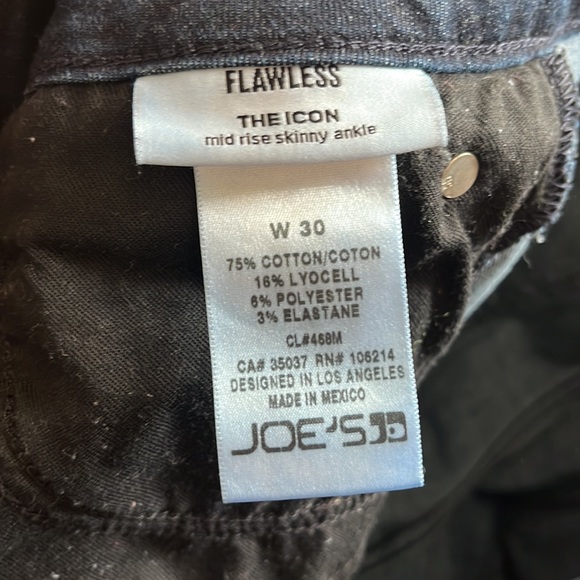 FLAWLESS
THE ICON
mid rise skinny ankle
W 30
75% COTTON/COTON
16% LYOCELL
6% POLYESTER
3% ELASTANE
CL#468M
CA# 35037 RN# 106214
DESIGNED IN LOS ANGELES
MADE IN MEXICO
JOE'S